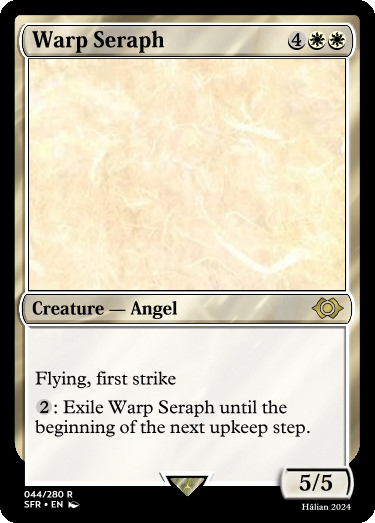 Warp Seraph 4
Creature — Angel
Flying, first strike
2: Exile Warp Seraph until the
beginning of the next upkeep step.
5/5
044/280 R
SFR • EN
Hālian 2024